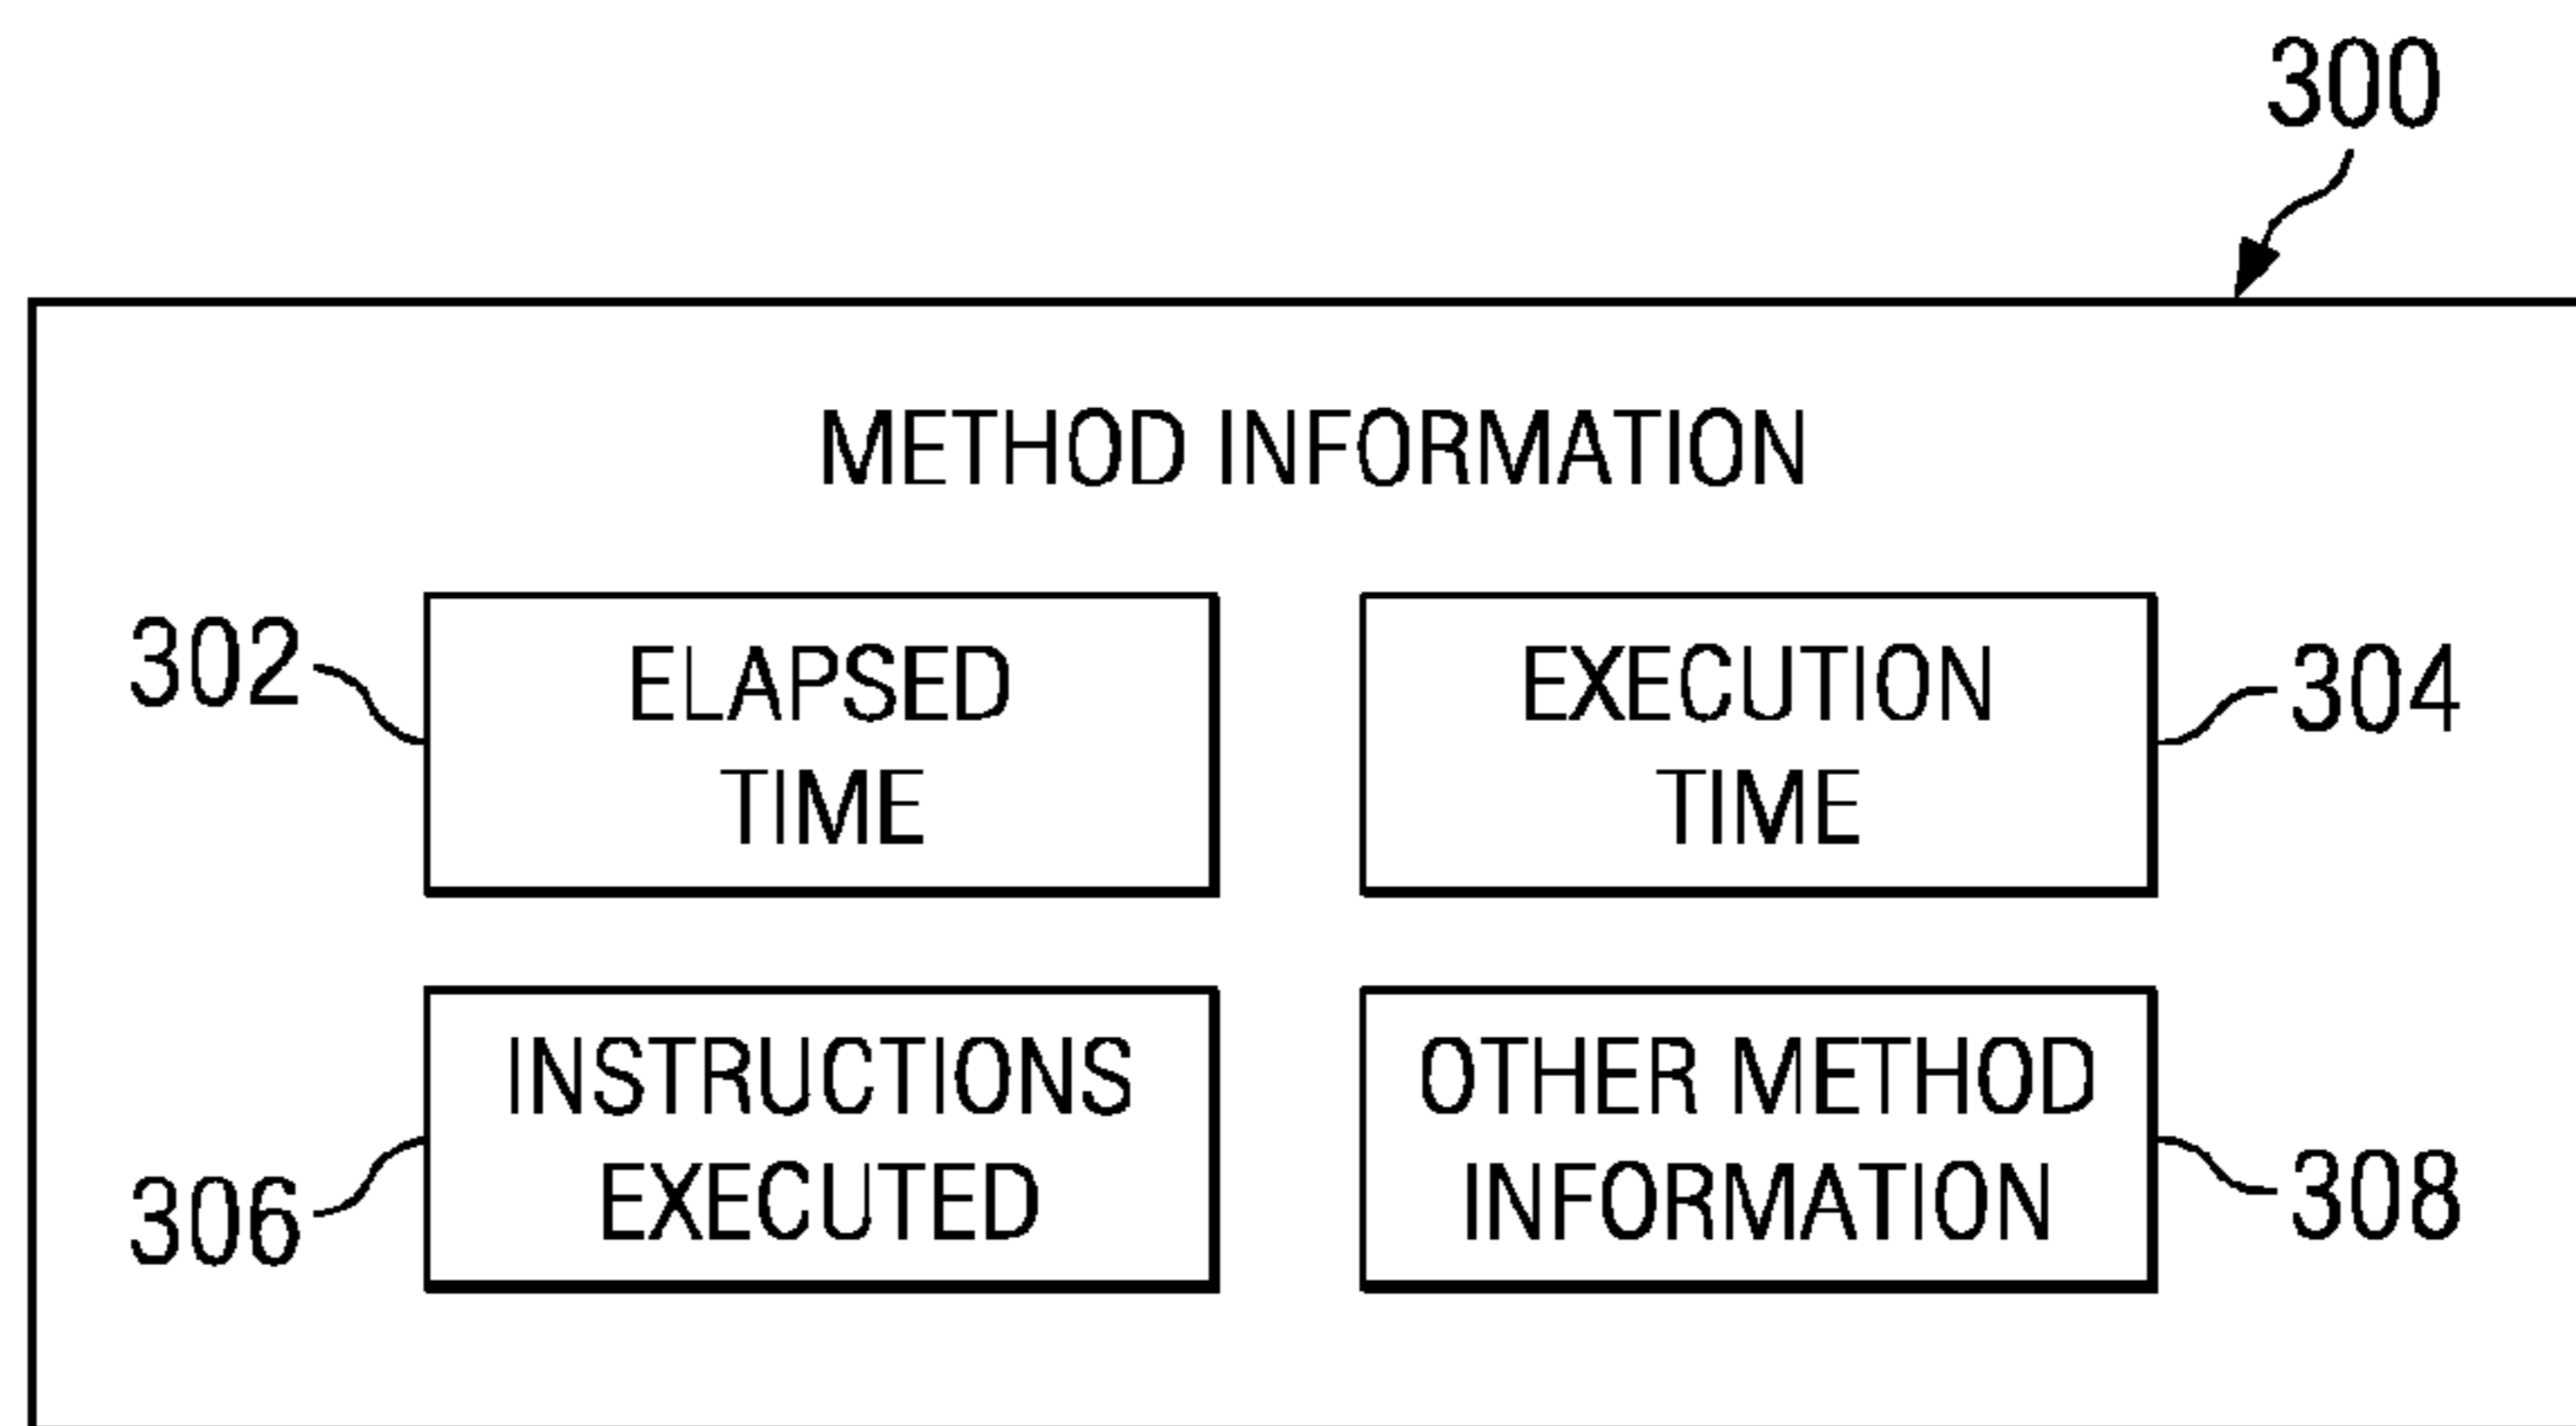 300
METHOD INFORMATION
302
ELAPSED
TIME
EXECUTION
TIME
304
306
INSTRUCTIONS
EXECUTED
OTHER METHOD
INFORMATION
308